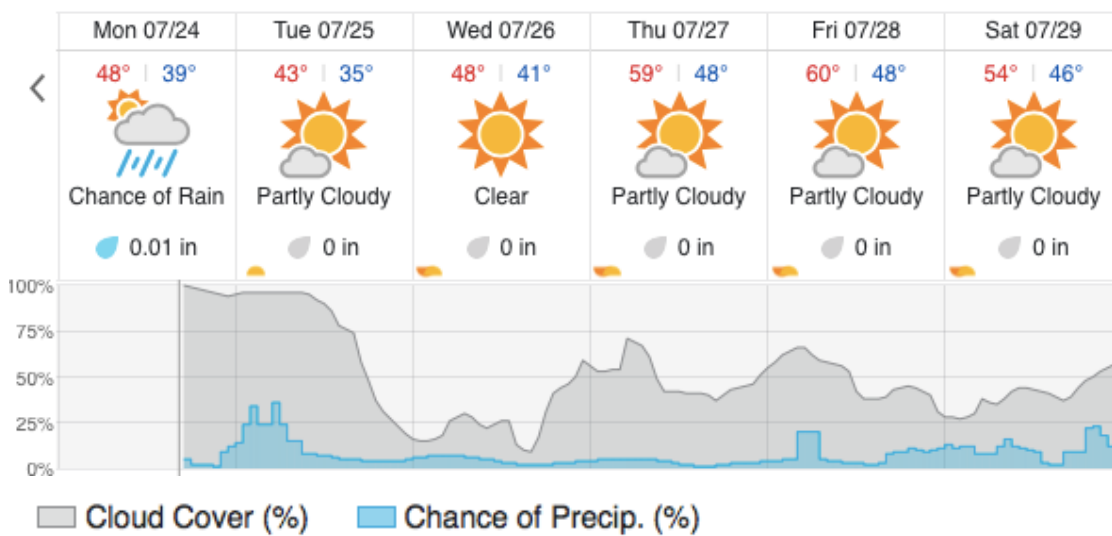 Mon 07/24 Tue 07/25 Wed 07/26 Thu 07/27 Fri 07/28 Sat 07/29
48° | 39° 43° | 35° 48° | 41° 59° | 48° 60° | 48° 54° | 46°
Chance of Rain Partly Cloudy Clear Partly Cloudy Partly Cloudy Partly Cloudy
0.01 in 0 in 0 in 0 in 0 in 0 in
100%
75%
50%
25%
0%
Cloud Cover (%) Chance of Precip. (%)